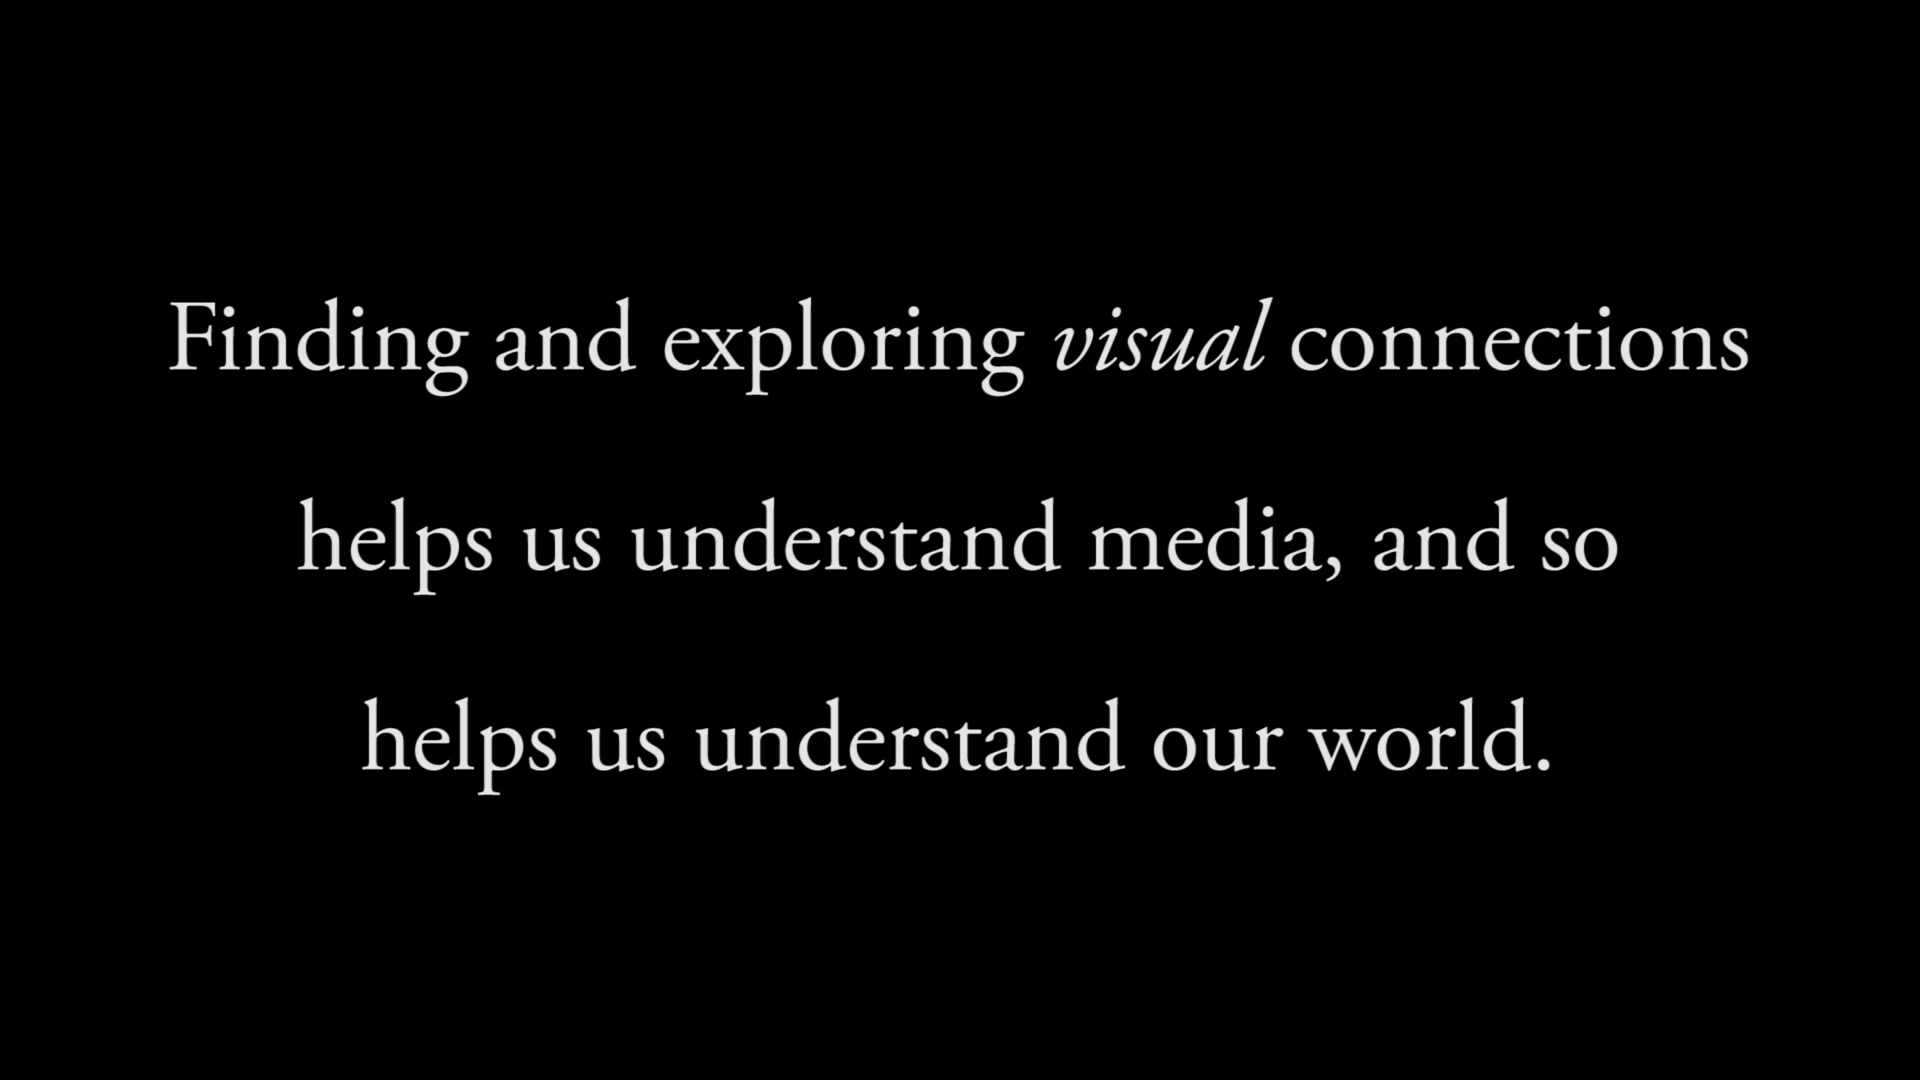 Finding and exploring visual connections
helps us understand media, and so
helps us understand our world.